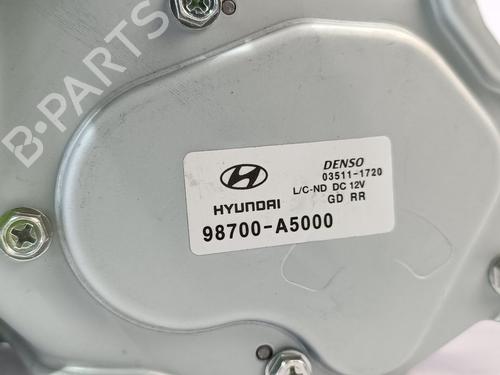 B-PARTS
DENSO
03511-1720
L/C-ND DC 12V
GD RR
HYUNDAI
98700-A5000